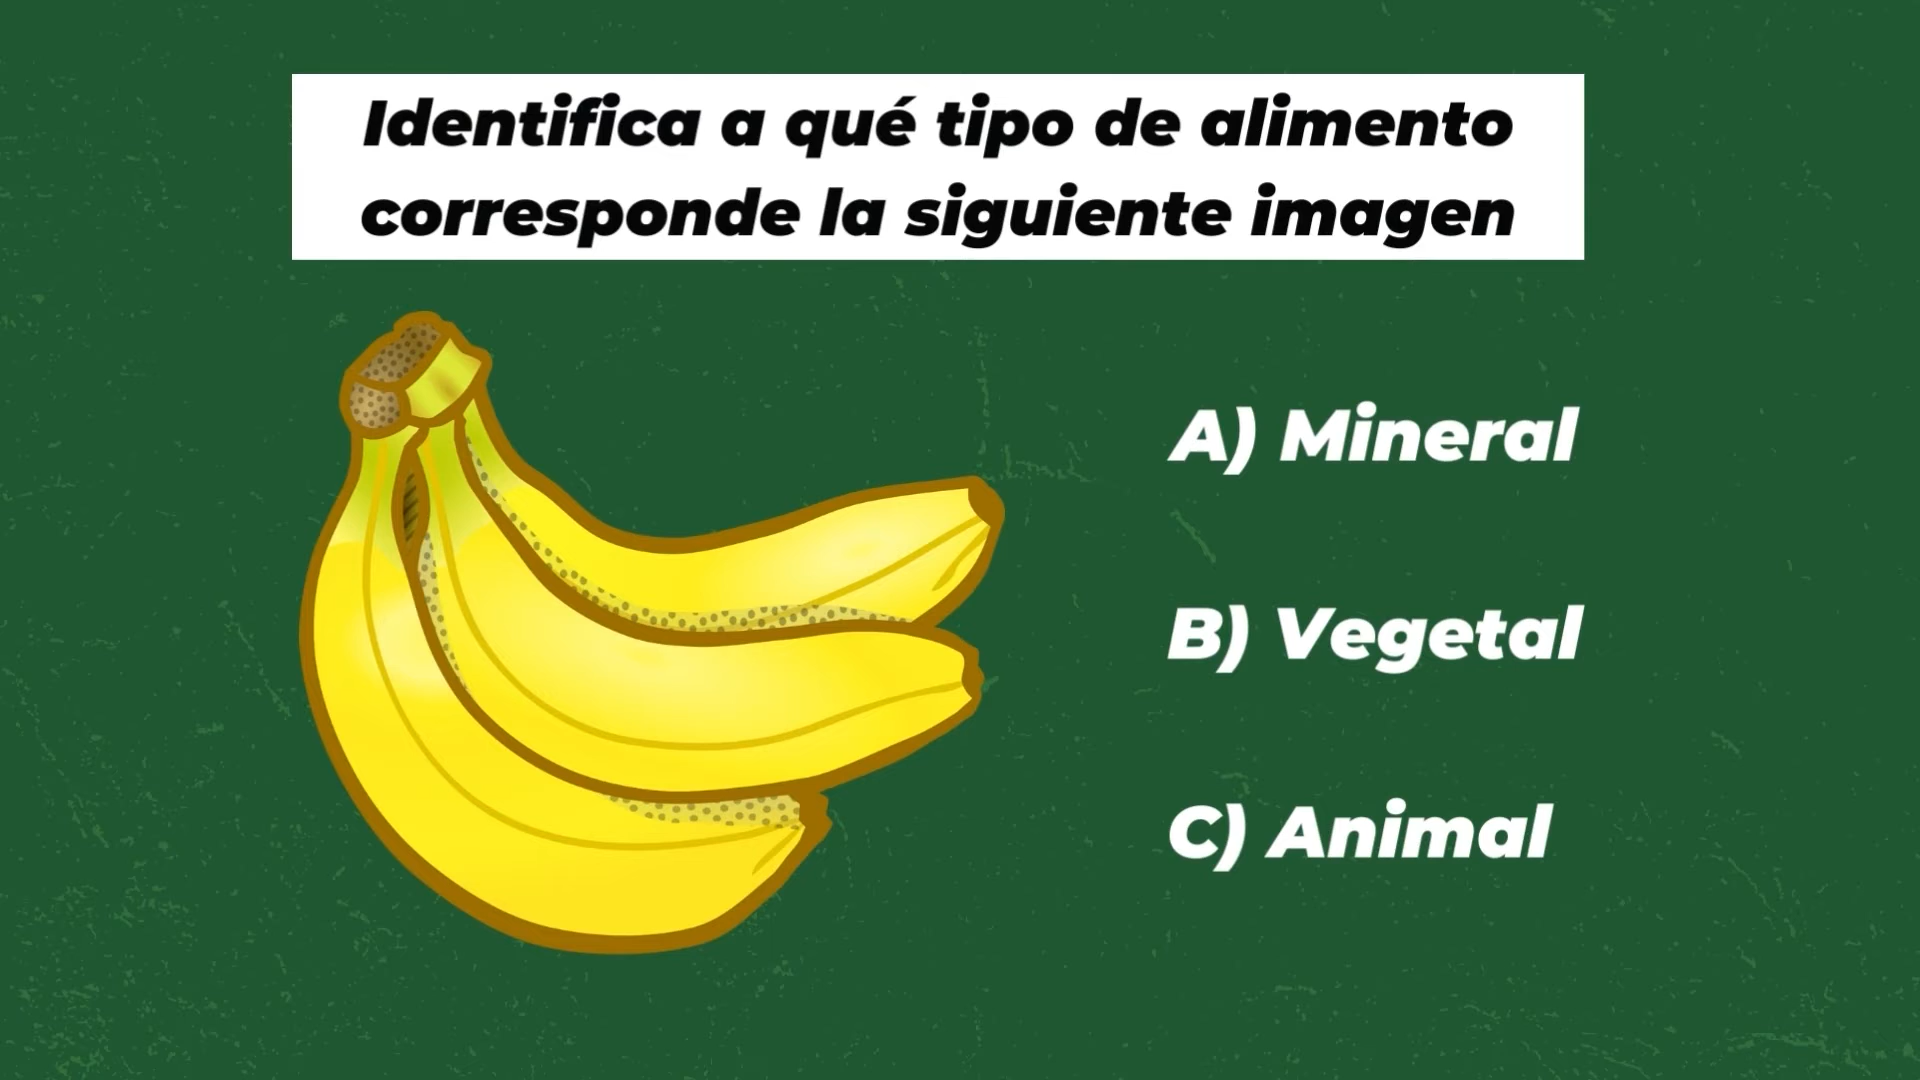 Identifica a qué tipo de alimento
corresponde la siguiente imagen
A) Mineral
B) Vegetal
C) Animal